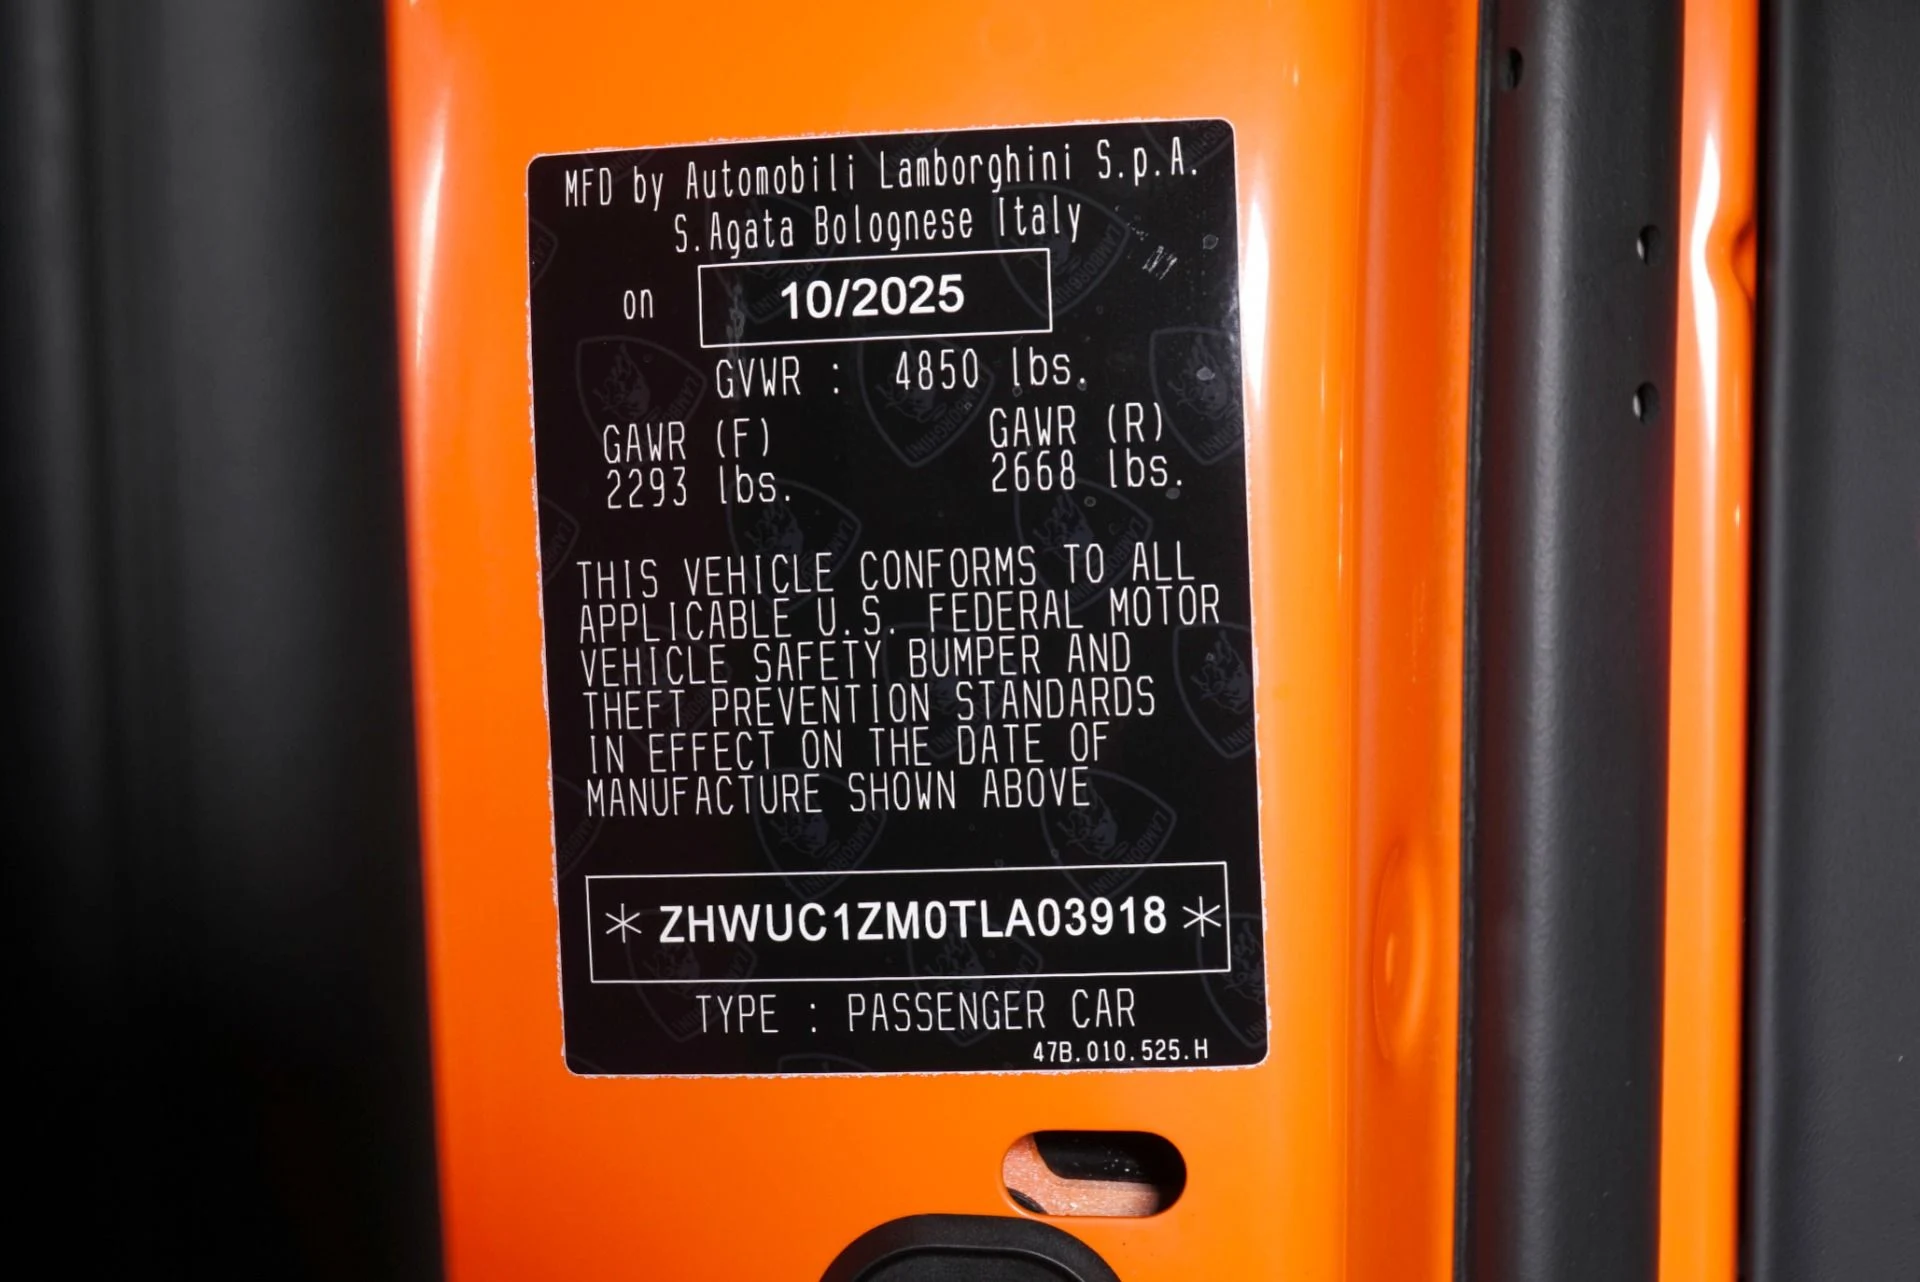 MFD by Automobili Lamborghini S.p.A.
S.Agata Bolognese Italy
on 10/2025
GVWR : 4850 lbs.
GAWR (F) GAWR (R)
2293 lbs. 2668 lbs.
THIS VEHICLE CONFORMS TO ALL
APPLICABLE U.S. FEDERAL MOTOR
VEHICLE SAFETY BUMPER AND
THEFT PREVENTION STANDARDS
IN EFFECT ON THE DATE OF
MANUFACTURE SHOWN ABOVE
* ZHWUC1ZM0TLA03918 *
TYPE : PASSENGER CAR
47B.010.525.H